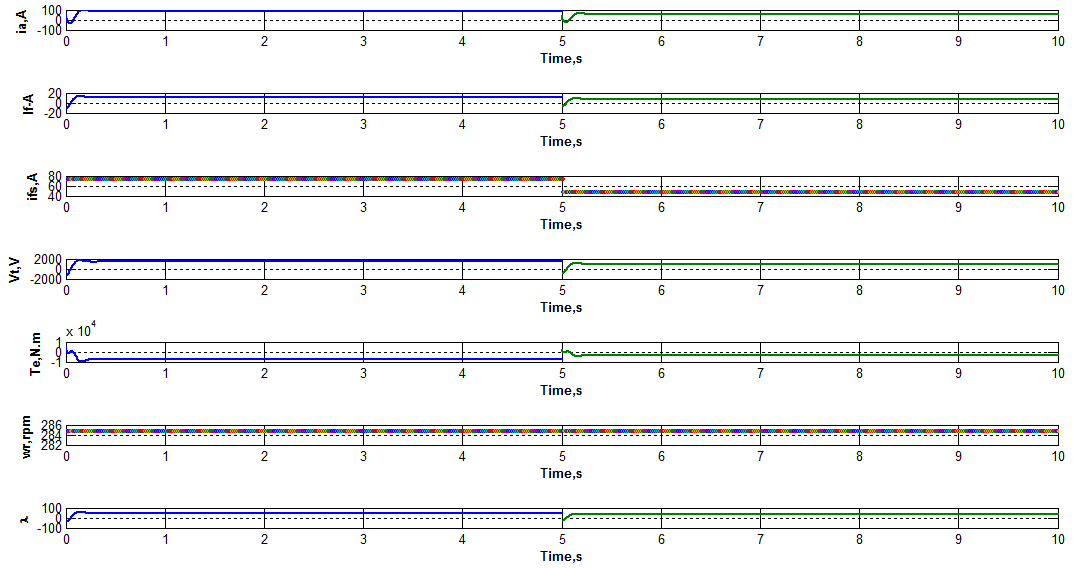 ia,A
100
0
-100
0 1 2 3 4 5 6 7 8 9 10
Time,s
If-A
20
0
-20
0 1 2 3 4 5 6 7 8 9 10
Time,s
ifs,A
80
60
40
0 1 2 3 4 5 6 7 8 9 10
Time,s
Vt,V
2000
0
-2000
0 1 2 3 4 5 6 7 8 9 10
Time,s
x 10^4
Te,N.m
1
0
-1
0 1 2 3 4 5 6 7 8 9 10
Time,s
wr,rpm
286
284
282
0 1 2 3 4 5 6 7 8 9 10
Time,s
λ
100
0
-100
0 1 2 3 4 5 6 7 8 9 10
Time,s